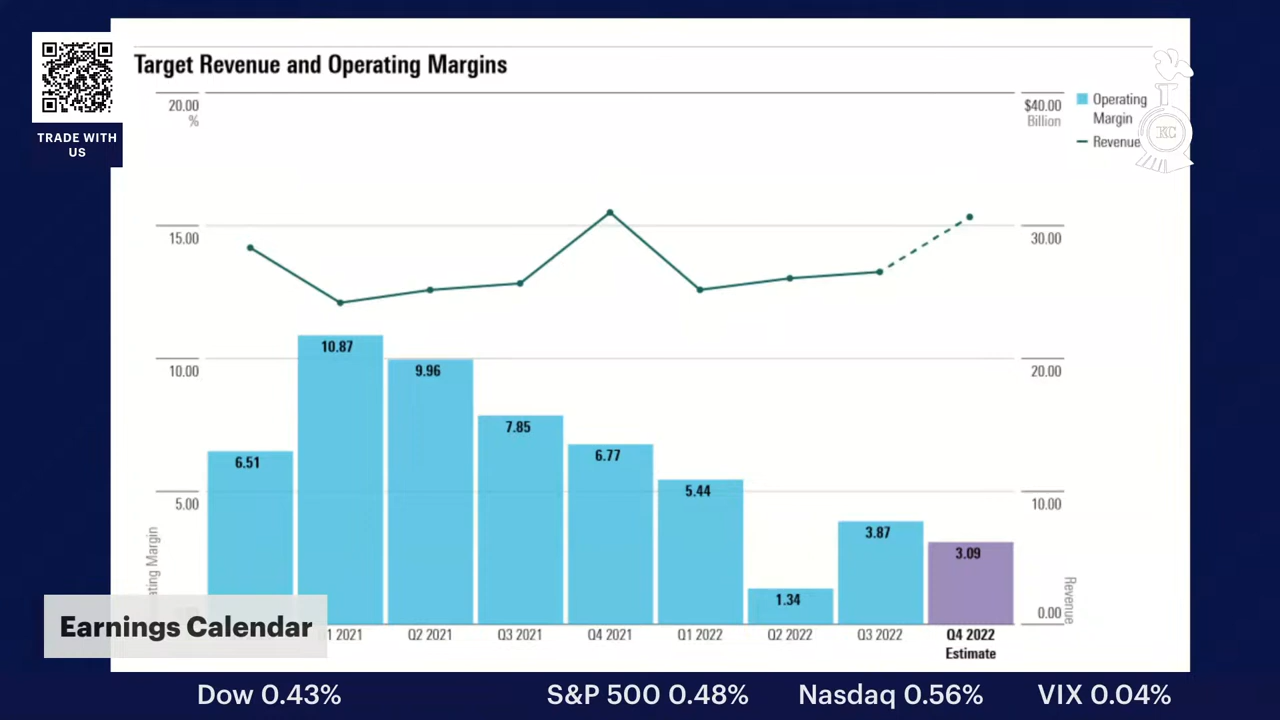 TRADE WITH
US
Target Revenue and Operating Margins
20.00
%
$40.00
Billion
Operating
Margin
Revenue
KC
15.00
30.00
10.00
20.00
5.00
10.00
0.00
6.51
10.87
9.96
7.85
6.77
5.44
1.34
3.87
3.09
ating Margin
Revenue
1 2021
Q2 2021
Q3 2021
Q4 2021
Q1 2022
Q2 2022
Q3 2022
Q4 2022
Estimate
Earnings Calendar
Dow 0.43%
S&P 500 0.48%
Nasdaq 0.56%
VIX 0.04%